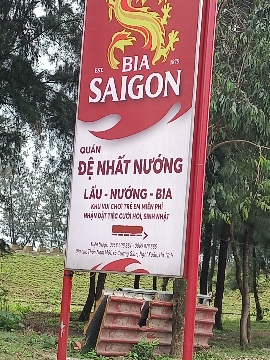 EST. 1875
BIA
SAIGON
QUÁN
ĐỆ NHẤT NƯỚNG
LẨU - NƯỚNG - BIA
KHU VUI CHƠI TRẺ EM MIỄN PHÍ
NHẬN ĐẶT TIỆC CƯỚI HỎI, SINH NHẬT